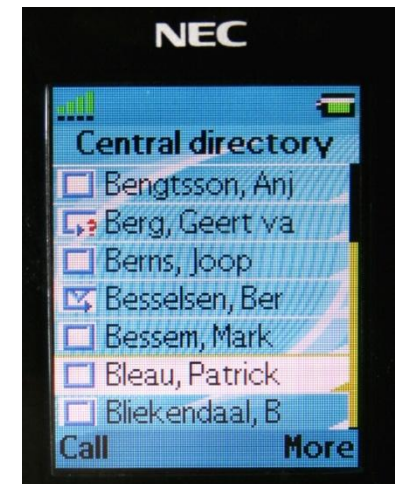 NEC
Central directory
Bengtsson, Anj
Berg, Geert va
Berns, Joop
Besselsen, Ber
Bessem, Mark
Bleau, Patrick
Bliekendaal, B
Call More